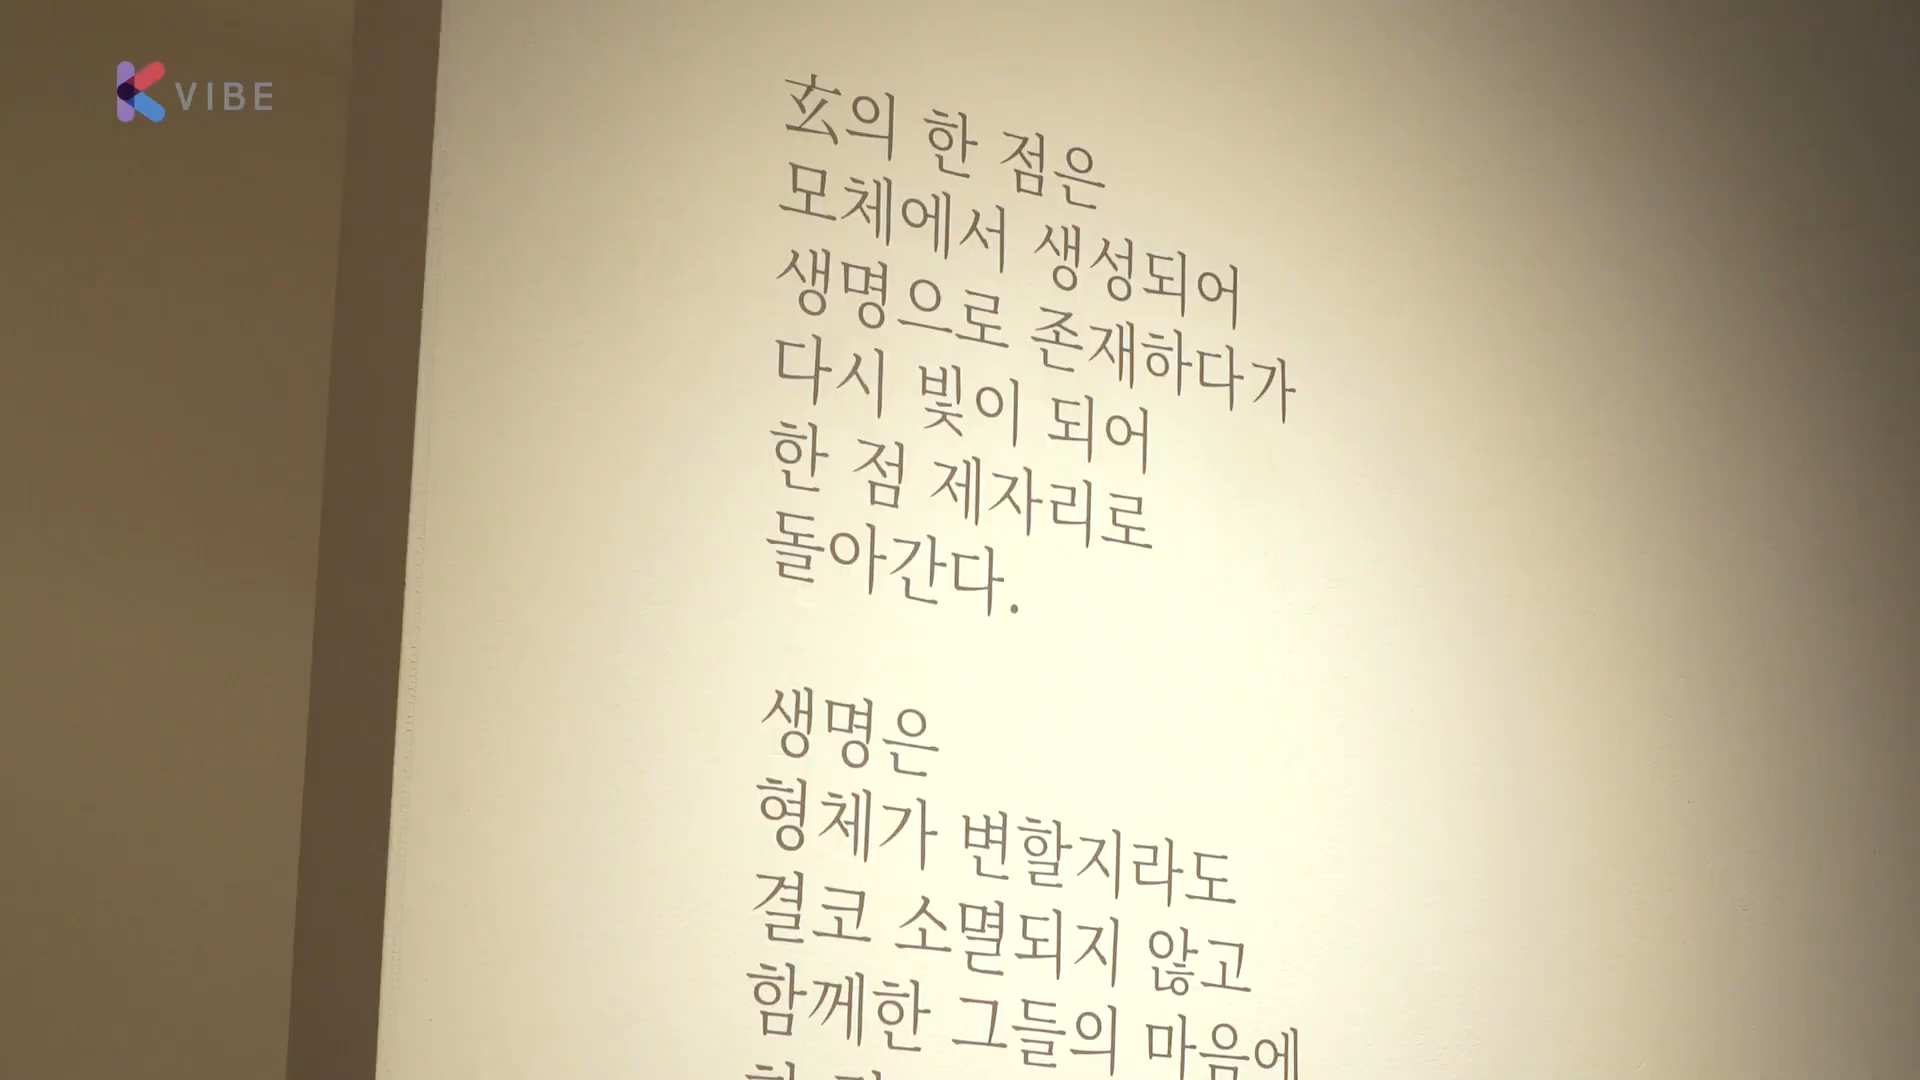 K VIBE
玄의 한 점은
모체에서 생성되어
생명으로 존재하다가
다시 빛이 되어
한 점 제자리로
돌아간다.
생명은
형체가 변할지라도
결코 소멸되지 않고
함께한 그들의 마음에